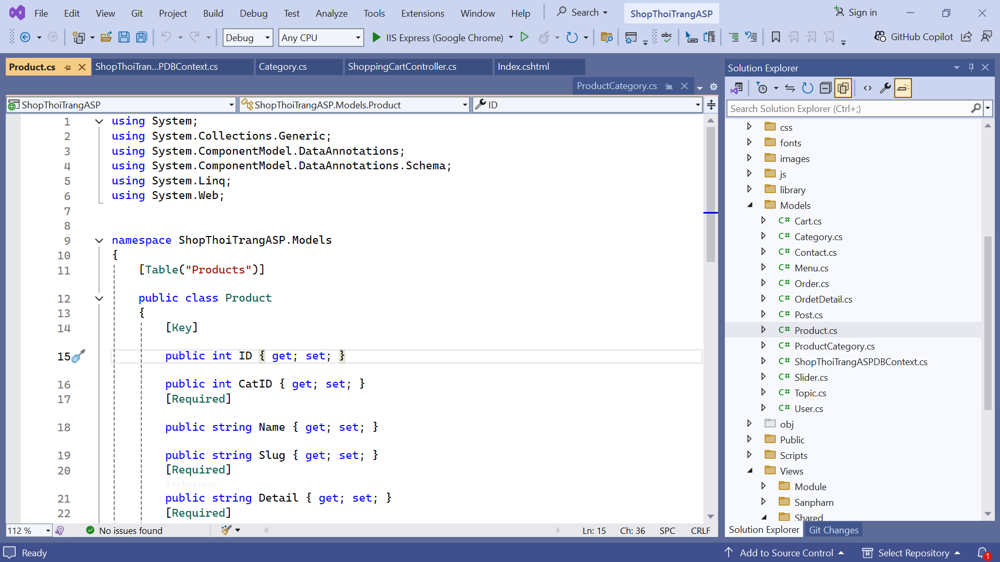 File Edit View Git Project Build Debug Test Analyze Tools Extensions Window Help Search ShopThoiTrangASP Sign in
Debug Any CPU IIS Express (Google Chrome) abc GitHub Copilot
Product.cs ShopThoiTran...PDBContext.cs Category.cs ShoppingCartController.cs Index.cshtml
ProductCategory.cs
ShopThoiTrangASP ShopThoiTrangASP.Models.Product ID
1 using System;
2 using System.Collections.Generic;
3 using System.ComponentModel.DataAnnotations;
4 using System.ComponentModel.DataAnnotations.Schema;
5 using System.Linq;
6 using System.Web;
7
8
9 namespace ShopThoiTrangASP.Models
10 {
11 [Table("Products")]
12 public class Product
13 {
14 [Key]
15 public int ID { get; set; }
16 public int CatID { get; set; }
17 [Required]
18 public string Name { get; set; }
19 public string Slug { get; set; }
20 [Required]
3 references
21 public string Detail { get; set; }
22 [Required]
112 % No issues found Ln: 15 Ch: 36 SPC CRLF
Solution Explorer
Search Solution Explorer (Ctrl+;)
css
fonts
images
js
library
Models
C# Cart.cs
C# Category.cs
C# Contact.cs
C# Menu.cs
C# Order.cs
C# OrdetDetail.cs
C# Post.cs
C# Product.cs
C# ProductCategory.cs
C# ShopThoiTrangASPDBContext.cs
C# Slider.cs
C# Topic.cs
C# User.cs
obj
Public
Scripts
Views
Module
Sanpham
Shared
Solution Explorer Git Changes
Ready Add to Source Control Select Repository 1